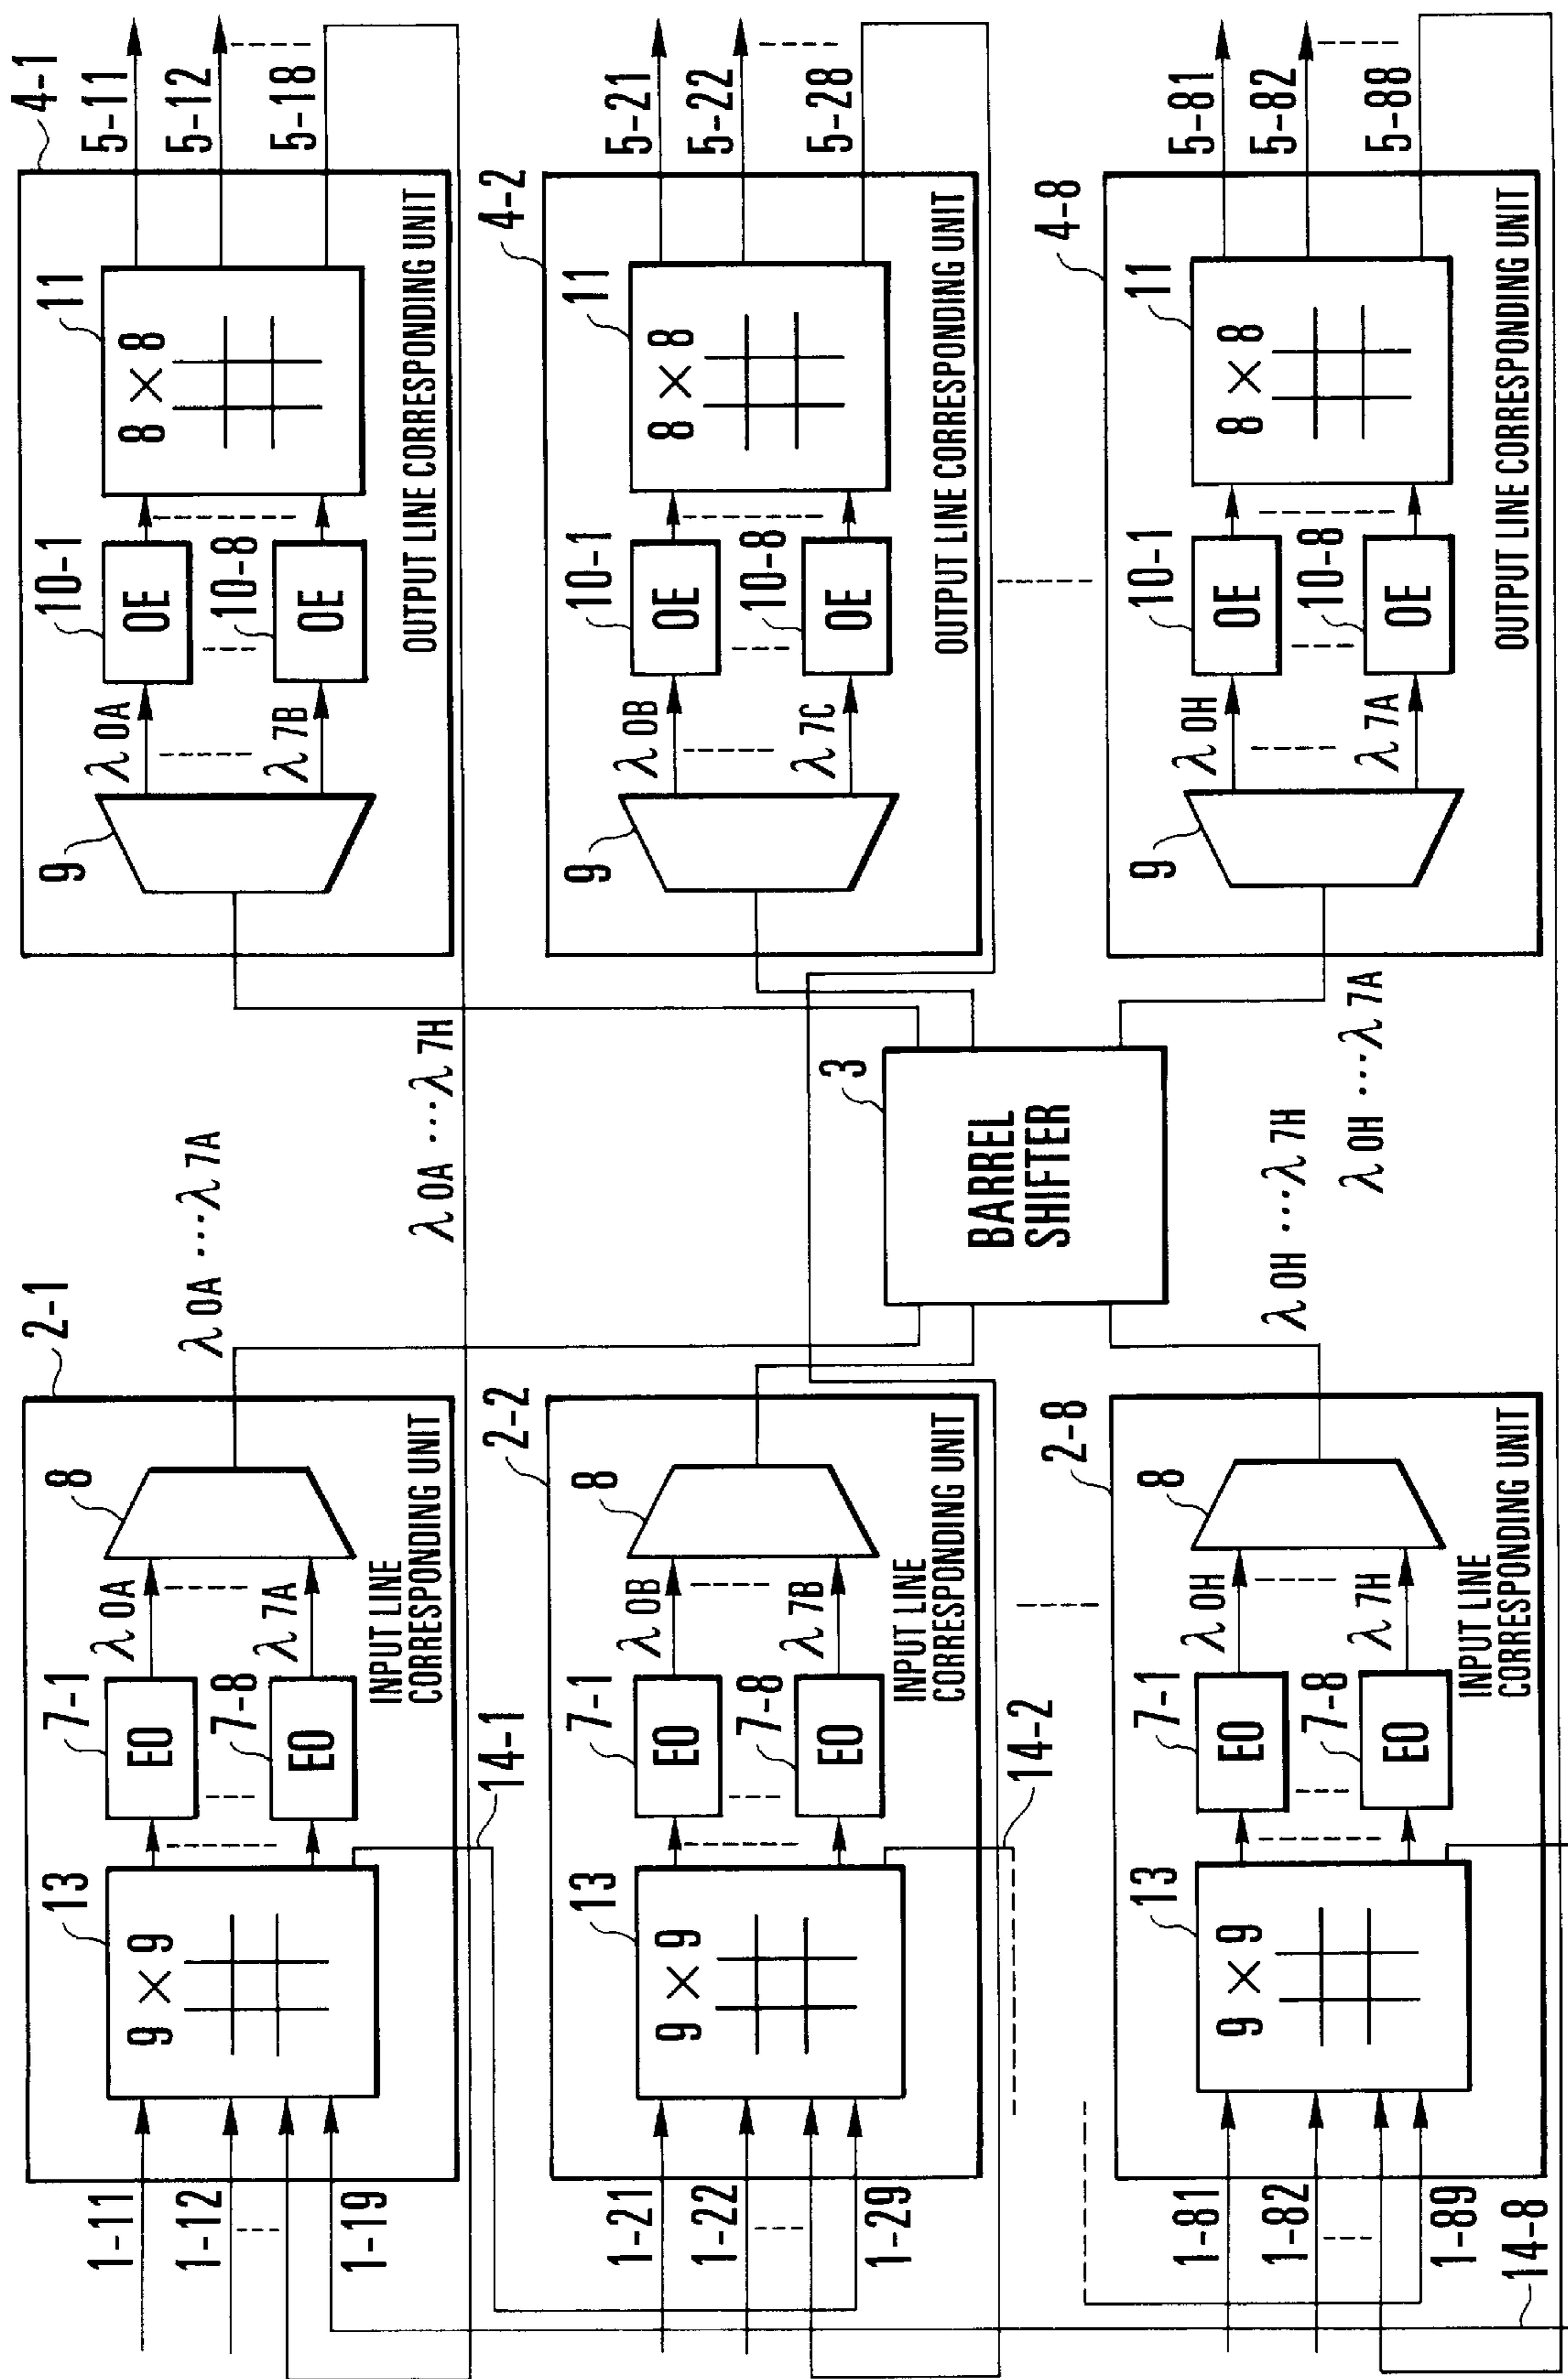 2-1
1-11
1-12
1-19
13
9 × 9
7-1
EO
7-8
EO
λ 0A
λ 7A
8
INPUT LINE
CORRESPONDING UNIT
14-1
λ 0A ··· λ 7A
λ 0A ··· λ 7H
4-1
9
λ 0A
λ 7B
10-1
OE
10-8
OE
11
8 × 8
OUTPUT LINE CORRESPONDING UNIT
5-11
5-12
5-18
2-2
1-21
1-22
1-29
13
9 × 9
7-1
EO
7-8
EO
λ 0B
λ 7B
8
INPUT LINE
CORRESPONDING UNIT
14-2
3
BARREL
SHIFTER
4-2
9
λ 0B
λ 7C
10-1
OE
10-8
OE
11
8 × 8
OUTPUT LINE CORRESPONDING UNIT
5-21
5-22
5-28
2-8
1-81
1-82
1-89
14-8
13
9 × 9
7-1
EO
7-8
EO
λ 0H
λ 7H
8
INPUT LINE
CORRESPONDING UNIT
λ 0H ··· λ 7H
λ 0H ··· λ 7A
4-8
9
λ 0H
λ 7A
10-1
OE
10-8
OE
11
8 × 8
OUTPUT LINE CORRESPONDING UNIT
5-81
5-82
5-88